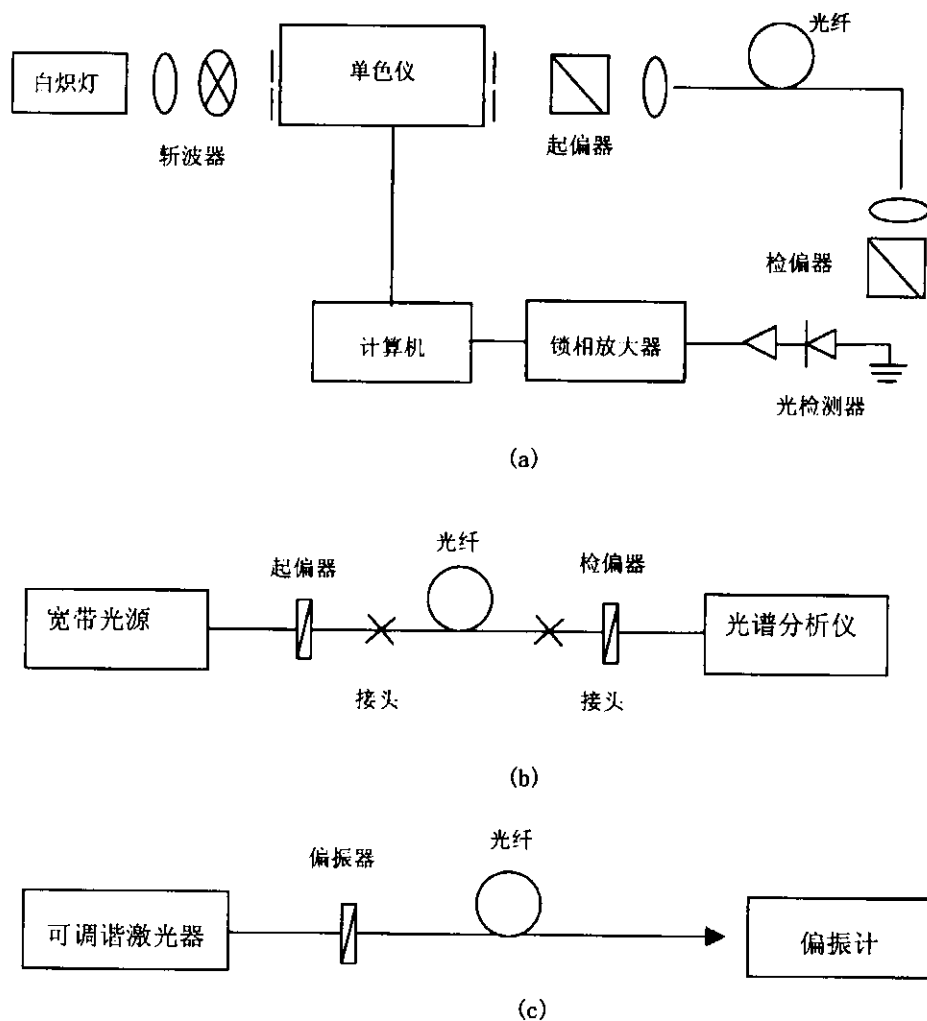 光纤
白炽灯
单色仪
斩波器
起偏器
检偏器
计算机
锁相放大器
光检测器
(a)
光纤
起偏器
检偏器
宽带光源
光谱分析仪
接头
接头
(b)
光纤
偏振器
可调谐激光器
偏振计
(c)